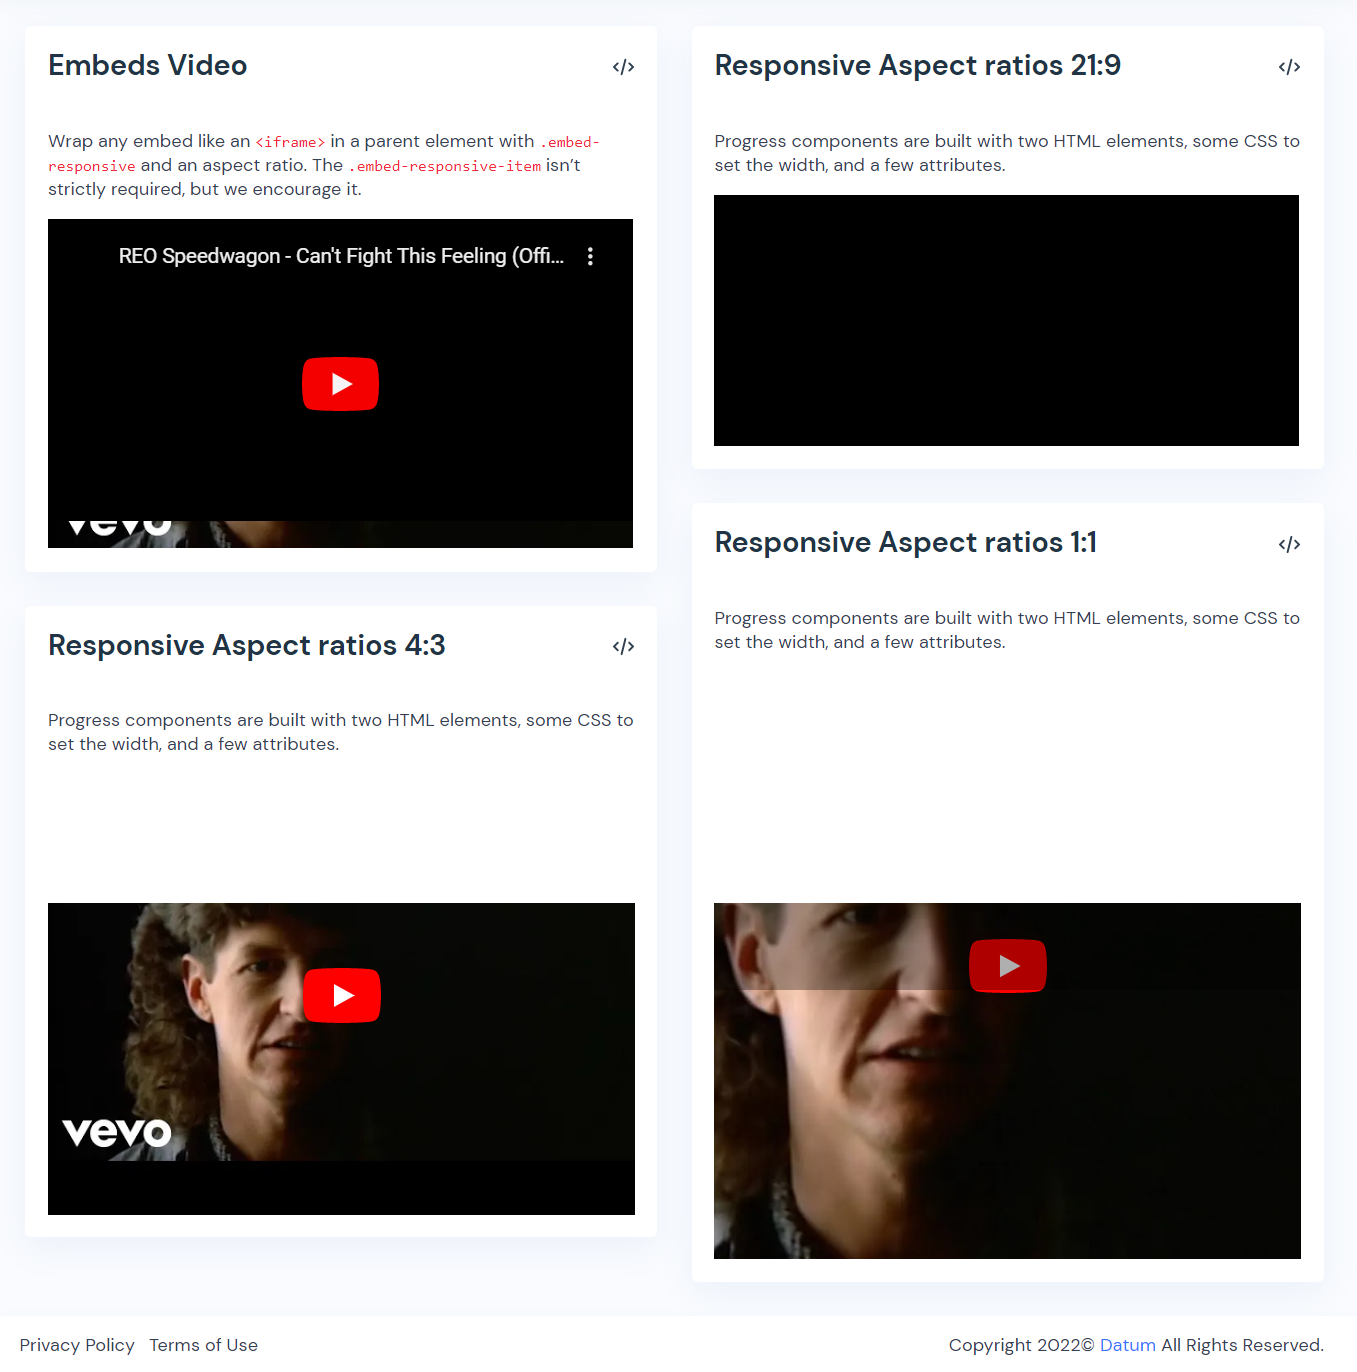 Embeds Video
</>
Wrap any embed like an <iframe> in a parent element with .embed-
responsive and an aspect ratio. The .embed-responsive-item isn’t
strictly required, but we encourage it.
REO Speedwagon - Can't Fight This Feeling (Offi...
vevo
Responsive Aspect ratios 4:3
</>
Progress components are built with two HTML elements, some CSS to
set the width, and a few attributes.
vevo
Responsive Aspect ratios 21:9
</>
Progress components are built with two HTML elements, some CSS to
set the width, and a few attributes.
Responsive Aspect ratios 1:1
</>
Progress components are built with two HTML elements, some CSS to
set the width, and a few attributes.
Privacy Policy Terms of Use
Copyright 2022© Datum All Rights Reserved.